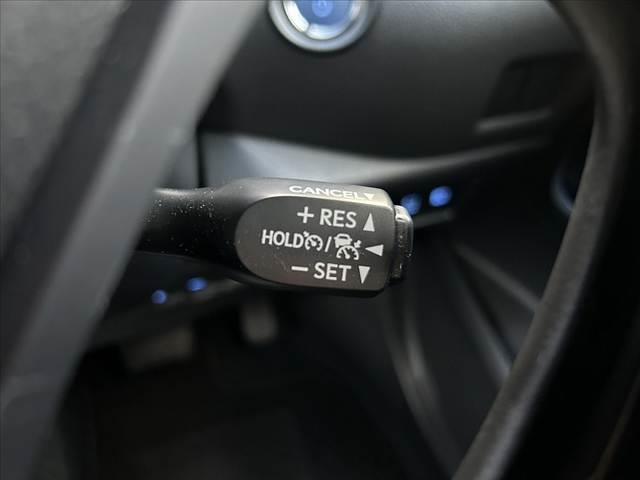 CANCEL▼
+ RES ▲
HOLD / ◀
− SET ▼